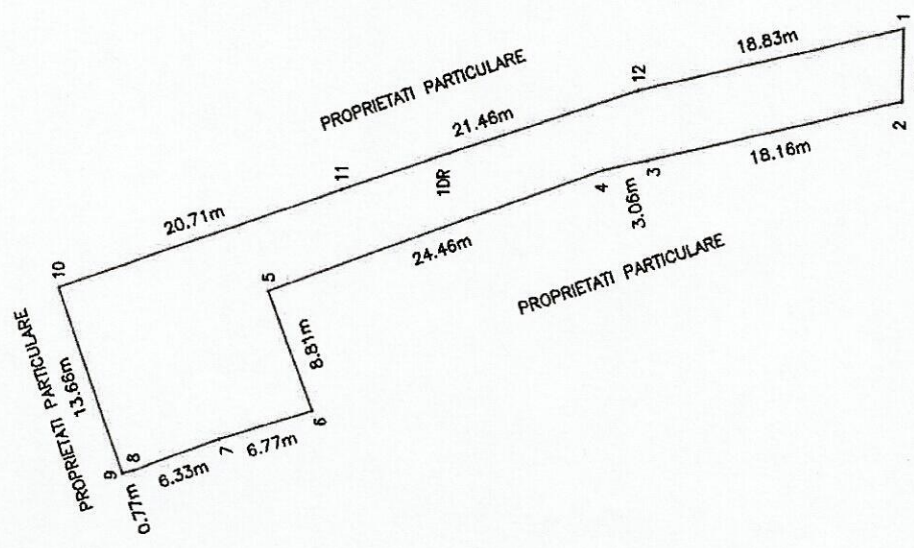 1
18.83m
12
PROPRIETATI PARTICULARE
21.46m
11
1DR
20.71m
10
PROPRIETATI PARTICULARE
13.66m
9
8
0.77m
6.33m
7
6.77m
6
8.81m
5
24.46m
4
3.06m
3
18.16m
2
PROPRIETATI PARTICULARE